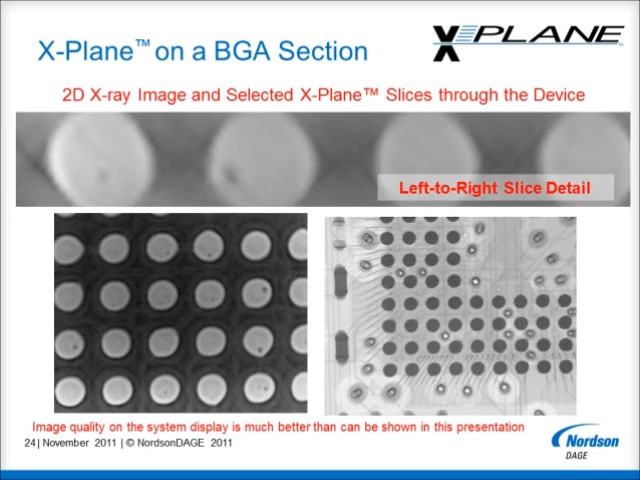 X-Plane™ on a BGA Section
X-PLANE™
2D X-ray Image and Selected X-Plane™ Slices through the Device
Left-to-Right Slice Detail
Image quality on the system display is much better than can be shown in this presentation
24| November 2011 | © NordsonDAGE 2011
Nordson
DAGE